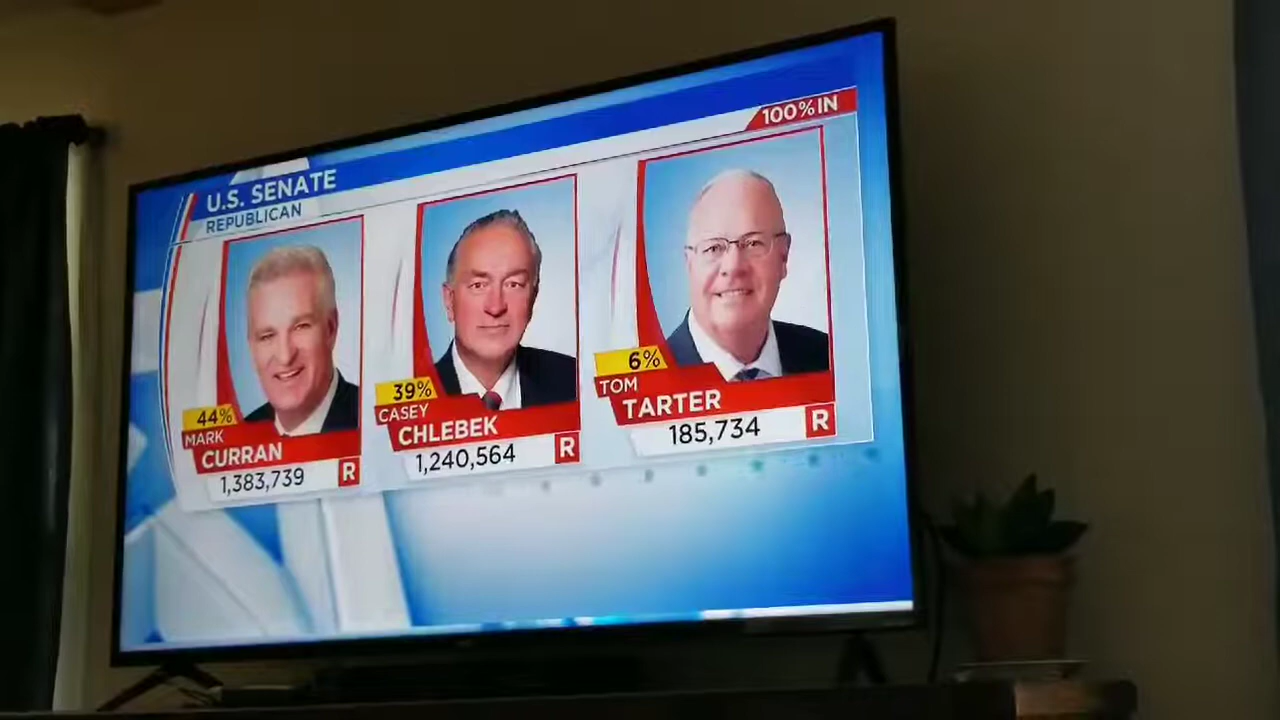 U.S. SENATE
REPUBLICAN
100% IN
44%
MARK
CURRAN
1,383,739 R
39%
CASEY
CHLEBEK
1,240,564 R
6%
TOM
TARTER
185,734 R